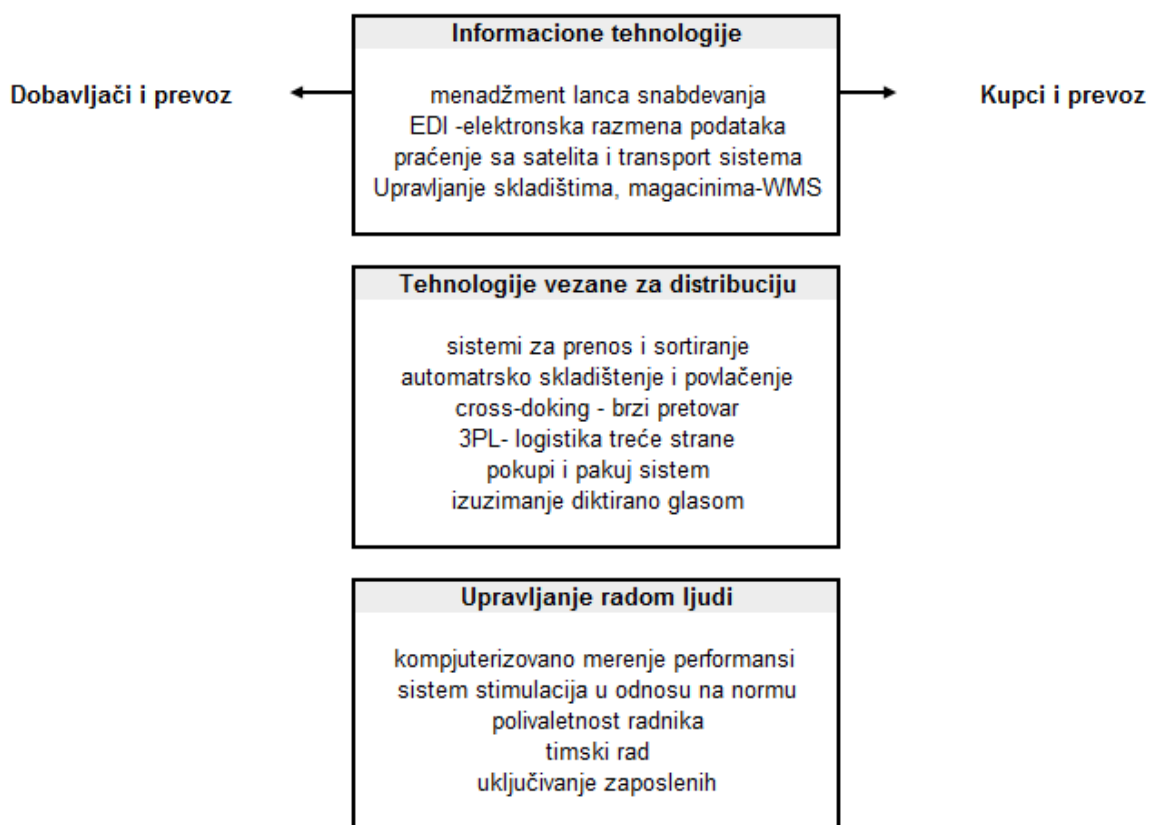 Informacione tehnologije
Dobavljači i prevoz
menadžment lanca snabdevanja
Kupci i prevoz
EDI -elektronska razmena podataka
praćenje sa satelita i transport sistema
Upravljanje skladištima, magacinima-WMS
Tehnologije vezane za distribuciju
sistemi za prenos i sortiranje
automatrsko skladištenje i povlačenje
cross-doking - brzi pretovar
3PL- logistika treće strane
pokupi i pakuj sistem
izuzimanje diktirano glasom
Upravljanje radom ljudi
kompjuterizovano merenje performansi
sistem stimulacija u odnosu na normu
polivaletnost radnika
timski rad
uključivanje zaposlenih